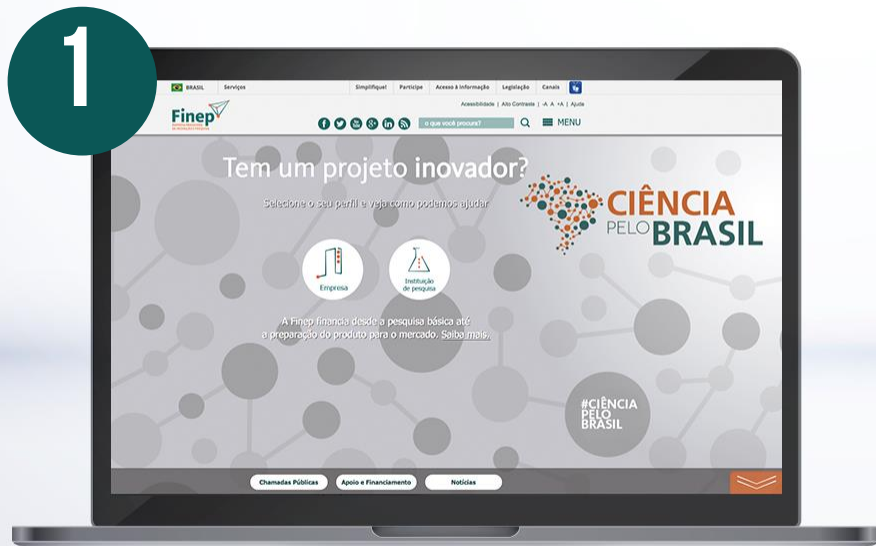 1
BRASIL Serviços Simplifique! Participe Acesso à informação Legislação Canais
Acessibilidade | Alto Contraste | -A A +A | Ajuda
Finep
o que você procura? MENU
Tem um projeto inovador?
Selecione o seu perfil e veja como podemos ajudar
CIÊNCIA
PELO BRASIL
Empresa
Instituição
de pesquisa
A Finep financia desde a pesquisa básica até
a preparação do produto para o mercado. Saiba mais.
#CIÊNCIA
PELO
BRASIL
Chamadas Públicas Apoio e Financiamento Notícias